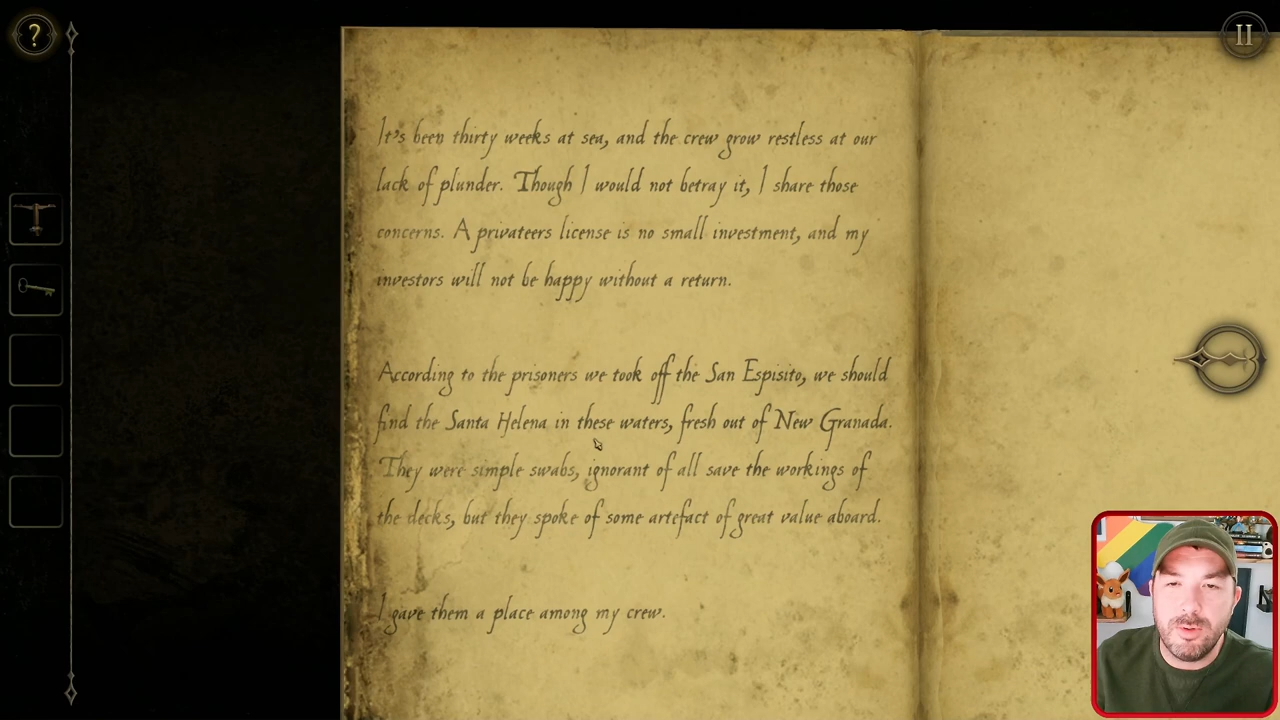 ?
II
It's been thirty weeks at sea, and the crew grow restless at our
lack of plunder. Though I would not betray it, I share those
concerns. A privateers license is no small investment, and my
investors will not be happy without a return.
According to the prisoners we took off the San Espisito, we should
find the Santa Helena in these waters, fresh out of New Granada.
They were simple swabs, ignorant of all save the workings of
the decks, but they spoke of some artefact of great value aboard.
I gave them a place among my crew.